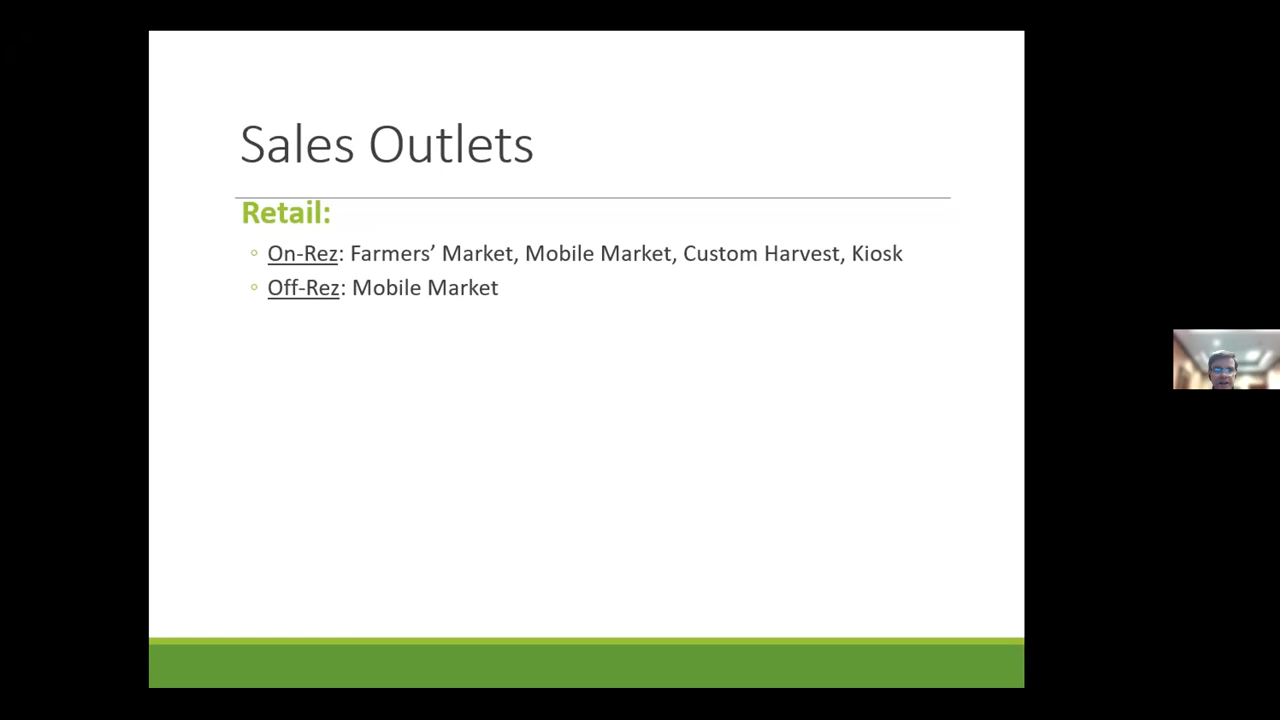 Sales Outlets
Retail:
On-Rez: Farmers’ Market, Mobile Market, Custom Harvest, Kiosk
Off-Rez: Mobile Market